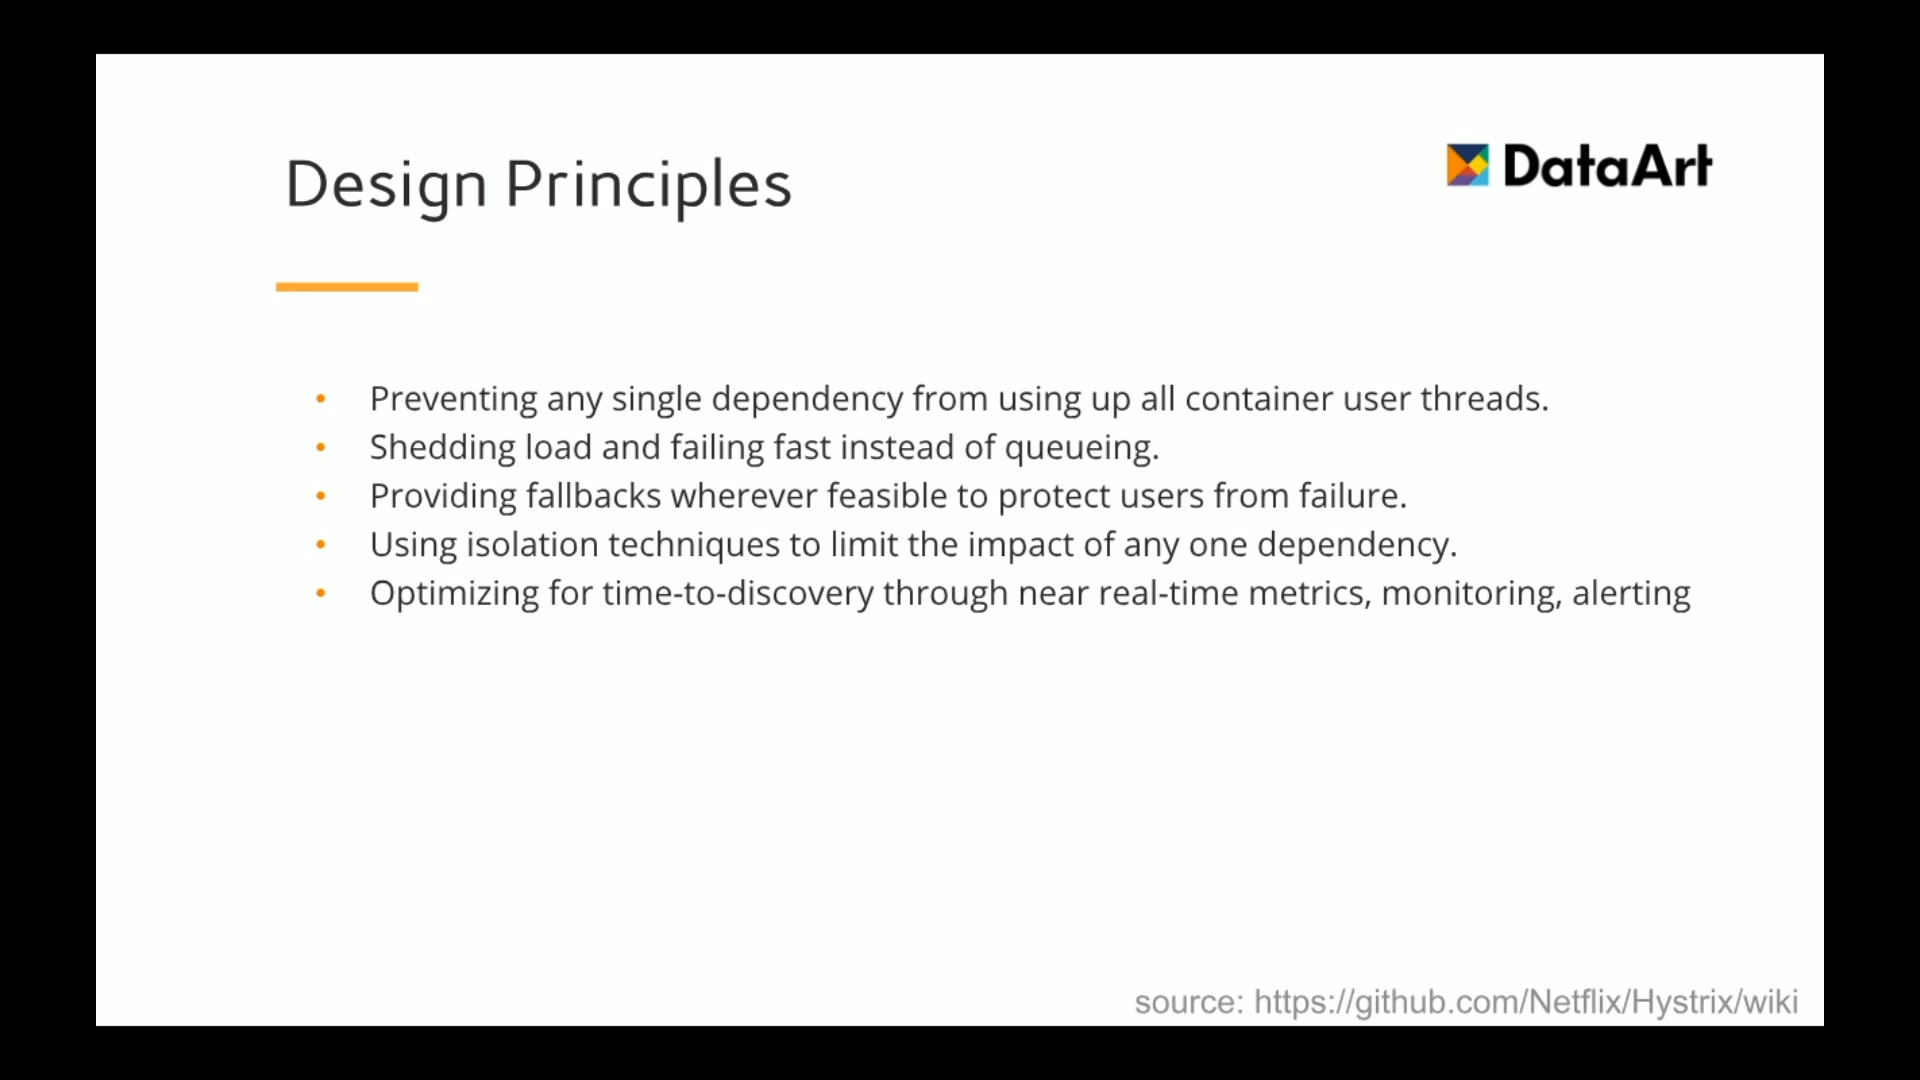 Design Principles
DataArt
• Preventing any single dependency from using up all container user threads.
• Shedding load and failing fast instead of queueing.
• Providing fallbacks wherever feasible to protect users from failure.
• Using isolation techniques to limit the impact of any one dependency.
• Optimizing for time-to-discovery through near real-time metrics, monitoring, alerting
source: https://github.com/Netflix/Hystrix/wiki